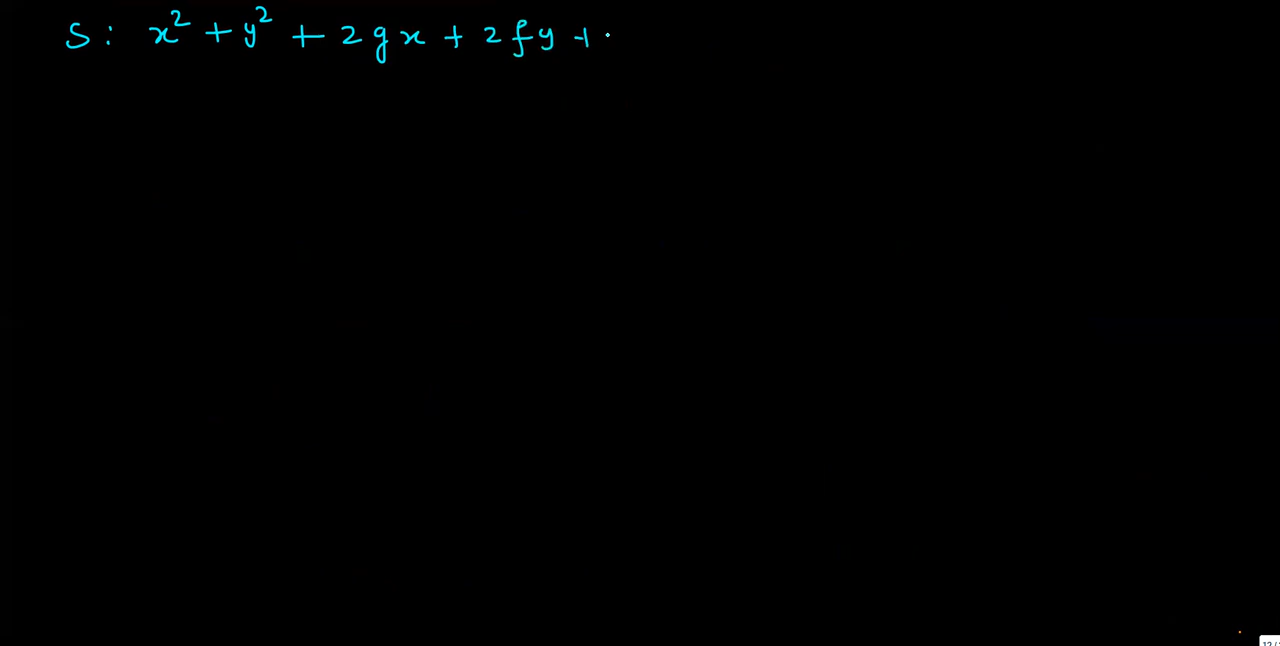 S: x² + y² + 2gx + 2fy +